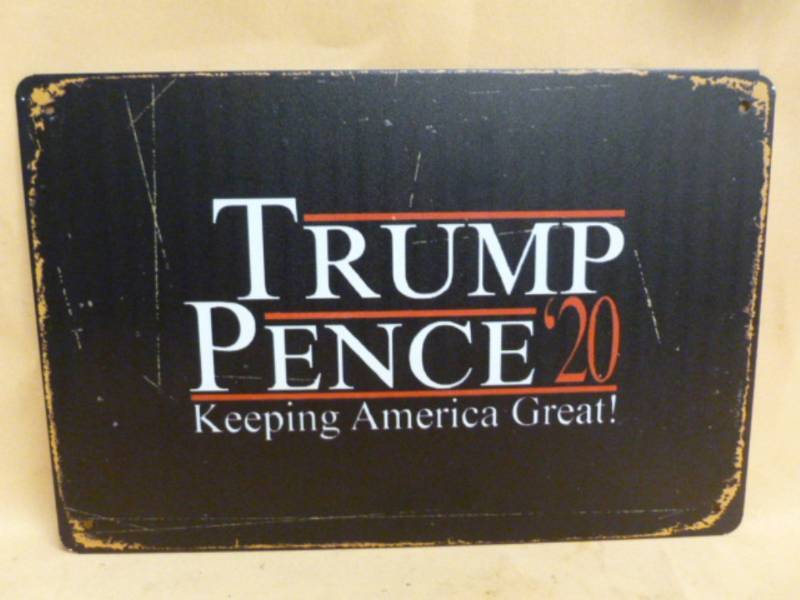 TRUMP
PENCE '20
Keeping America Great!